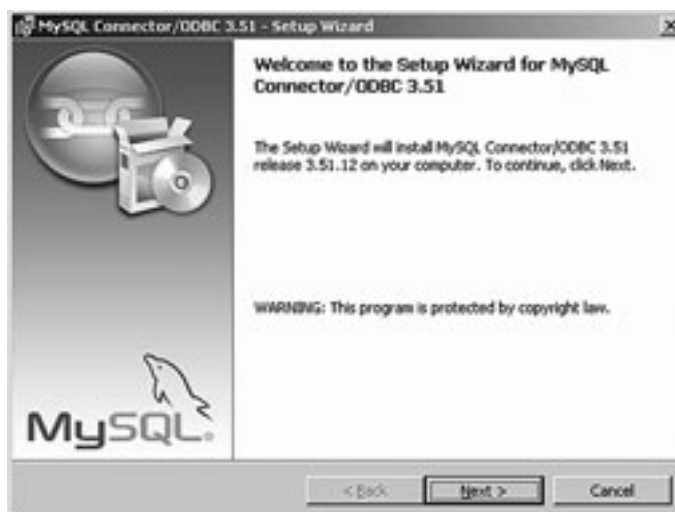 MySQL Connector/ODBC 3.51 - Setup Wizard
Welcome to the Setup Wizard for MySQL
Connector/ODBC 3.51
The Setup Wizard will install MySQL Connector/ODBC 3.51
release 3.51.12 on your computer. To continue, click Next.
WARNING: This program is protected by copyright law.
MySQL.
< Back
Next >
Cancel